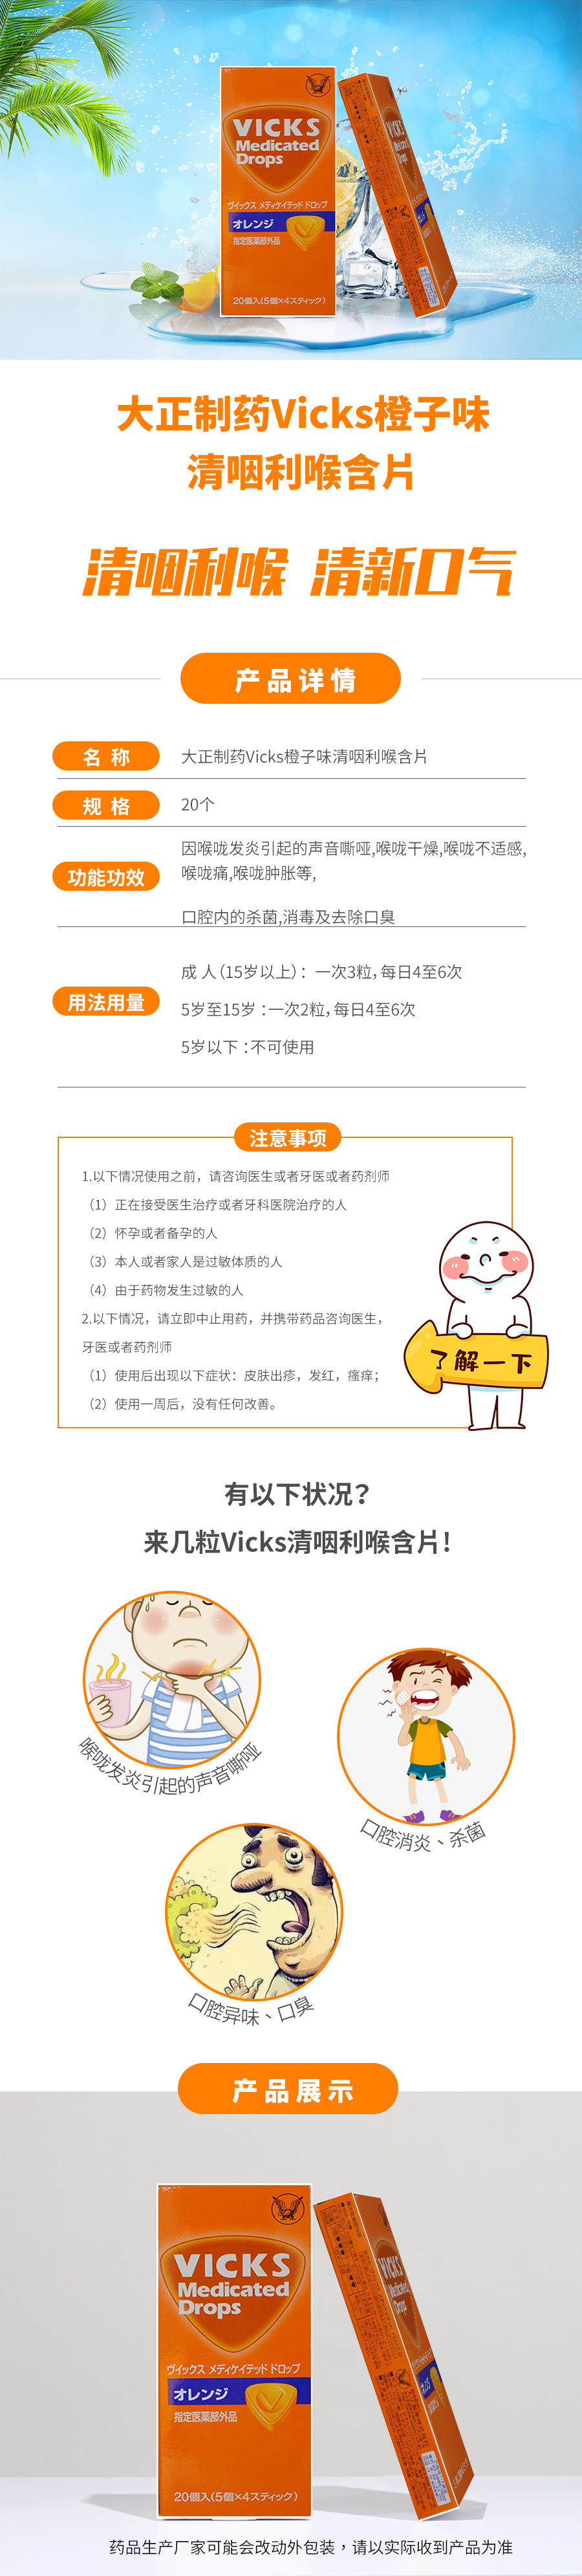 VICKS
Medicated
Drops
ヴイックス メディケイテッド ドロップ
オレンジ
指定医薬部外品
20個入(5個×4スティック)
VICKS
Medicated
Drops
オレンジ
大正制药Vicks橙子味
清咽利喉含片
清咽利喉 清新口气
产品详情
名 称
大正制药Vicks橙子味清咽利喉含片
规 格
20个
功能功效
因喉咙发炎引起的声音嘶哑,喉咙干燥,喉咙不适感,
喉咙痛,喉咙肿胀等,
口腔内的杀菌,消毒及去除口臭
用法用量
成 人（15岁以上）：一次3粒，每日4至6次
5岁至15岁：一次2粒，每日4至6次
5岁以下：不可使用
注意事项
1.以下情况使用之前，请咨询医生或者牙医或者药剂师
（1）正在接受医生治疗或者牙科医院治疗的人
（2）怀孕或者备孕的人
（3）本人或者家人是过敏体质的人
（4）由于药物发生过敏的人
2.以下情况，请立即中止用药，并携带药品咨询医生，
牙医或者药剂师
（1）使用后出现以下症状：皮肤出疹，发红，瘙痒；
（2）使用一周后，没有任何改善。
了解一下
有以下状况？
来几粒Vicks清咽利喉含片！
喉咙发炎引起的声音嘶哑
口腔消炎、杀菌
口腔异味、口臭
产品展示
VICKS
Medicated
Drops
ヴイックス メディケイテッド ドロップ
オレンジ
指定医薬部外品
20個入(5個×4スティック)
VICKS
Medicated
Drops
オレンジ
药品生产厂家可能会改动外包装，请以实际收到产品为准